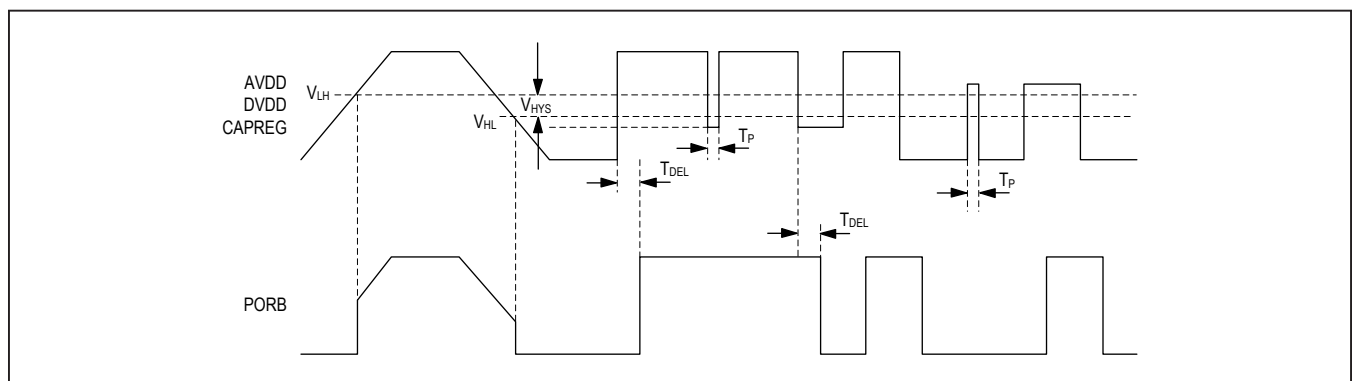 AVDD
DVDD
CAPREG
VLH
VHYS
VHL
TP
TDEL
TP
TDEL
PORB